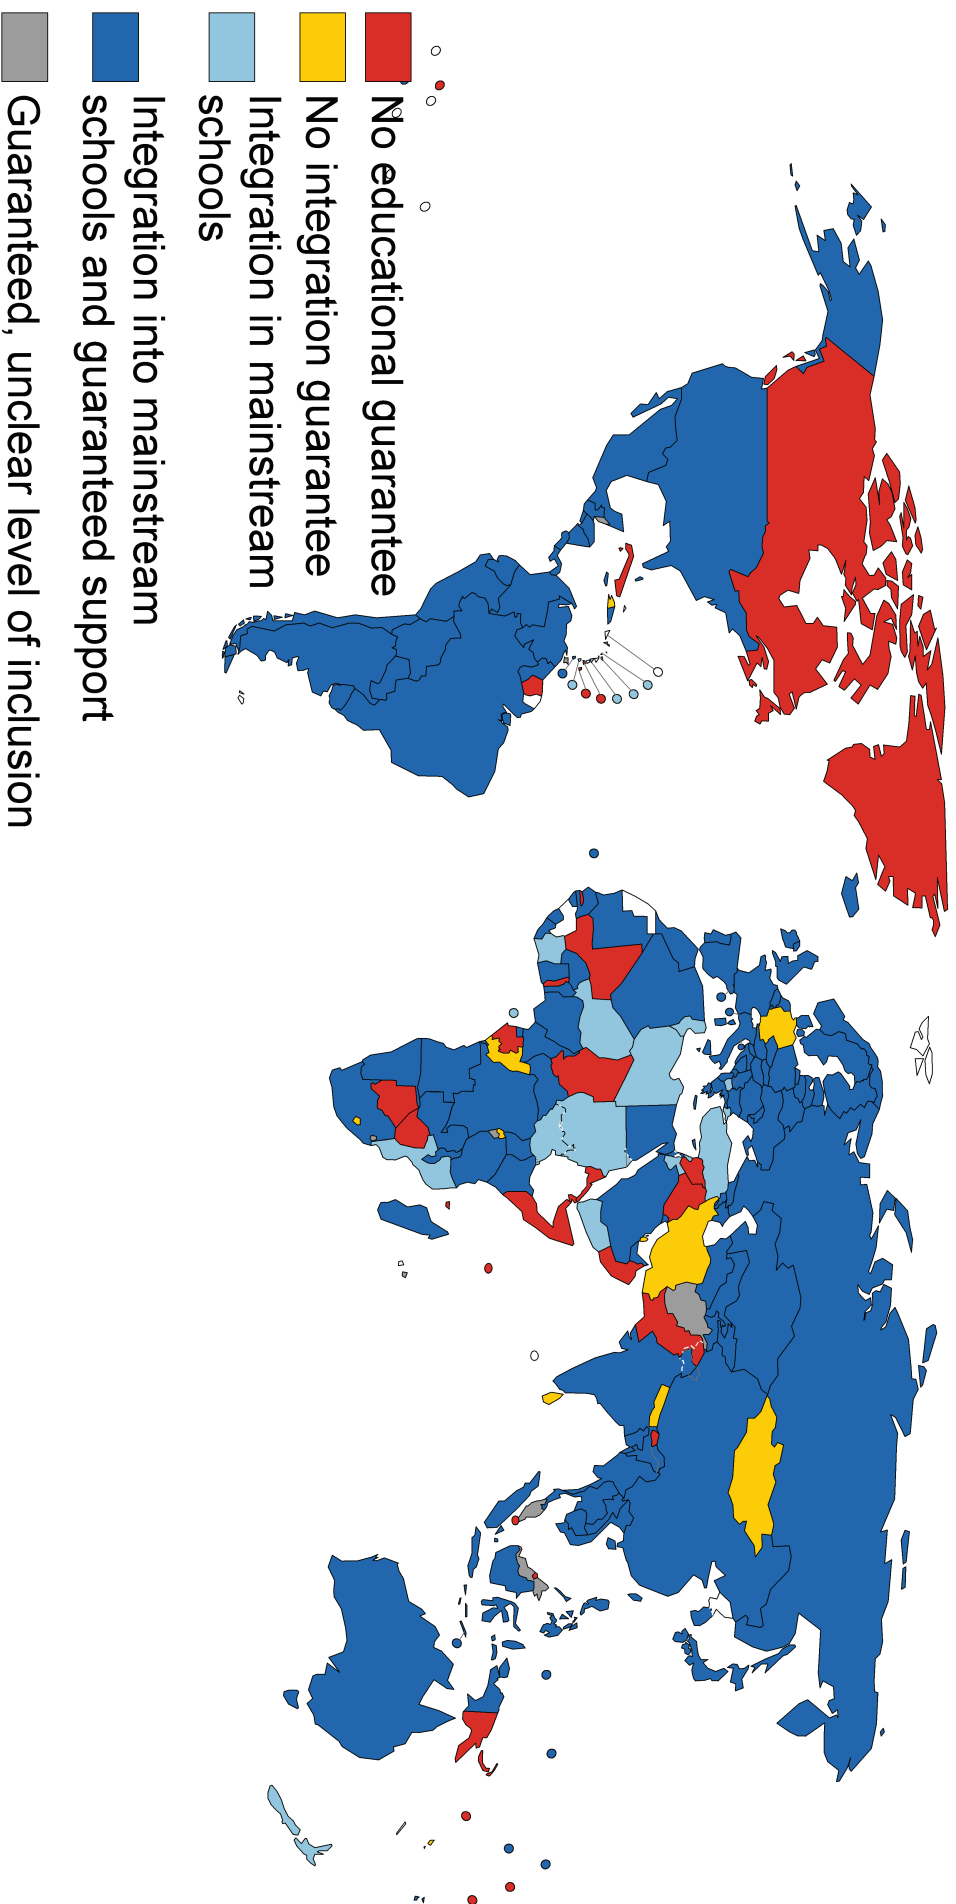 No educational guarantee
No integration guarantee
Integration in mainstream
schools
Integration into mainstream
schools and guaranteed support
Guaranteed, unclear level of inclusion